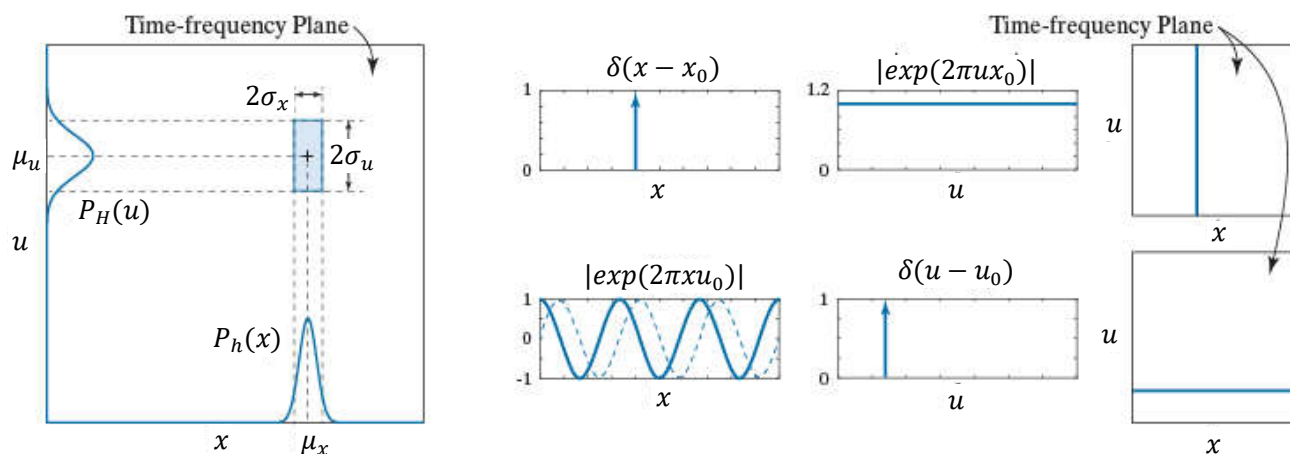 Time-frequency Plane
2σ_x
μ_u
2σ_u
P_H(u)
u
P_h(x)
x
μ_x
δ(x − x_0)
1
0
x
|exp(2πux_0)|
1.2
0
u
|exp(2πxu_0)|
1
0
-1
x
δ(u − u_0)
1
0
u
Time-frequency Plane
u
x
u
x